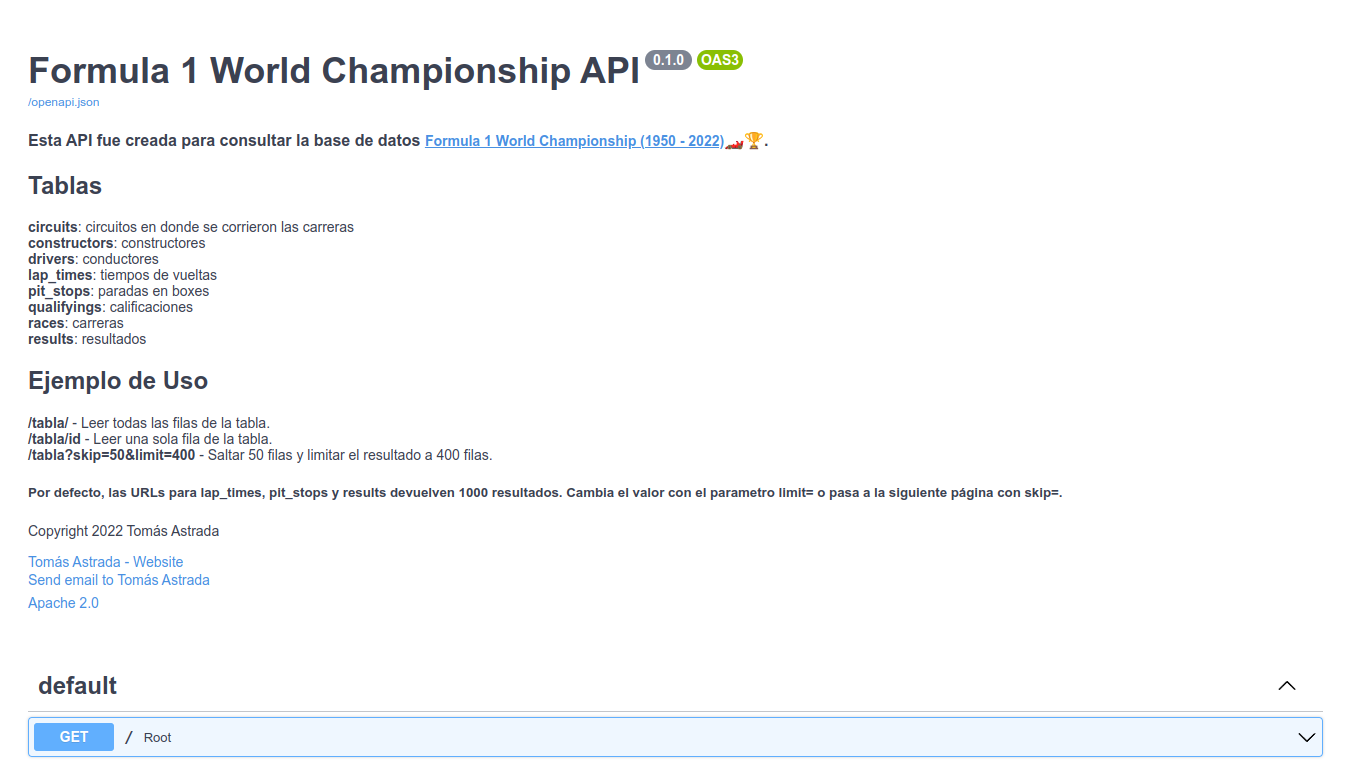 Formula 1 World Championship API 0.1.0 OAS3
/openapi.json
Esta API fue creada para consultar la base de datos Formula 1 World Championship (1950 - 2022)🏎️🏆.
Tablas
circuits: circuitos en donde se corrieron las carreras
constructors: constructores
drivers: conductores
lap_times: tiempos de vueltas
pit_stops: paradas en boxes
qualifyings: calificaciones
races: carreras
results: resultados
Ejemplo de Uso
/tabla/ - Leer todas las filas de la tabla.
/tabla/id - Leer una sola fila de la tabla.
/tabla?skip=50&limit=400 - Saltar 50 filas y limitar el resultado a 400 filas.
Por defecto, las URLs para lap_times, pit_stops y results devuelven 1000 resultados. Cambia el valor con el parametro limit= o pasa a la siguiente página con skip=.
Copyright 2022 Tomás Astrada
Tomás Astrada - Website
Send email to Tomás Astrada
Apache 2.0
default
GET / Root